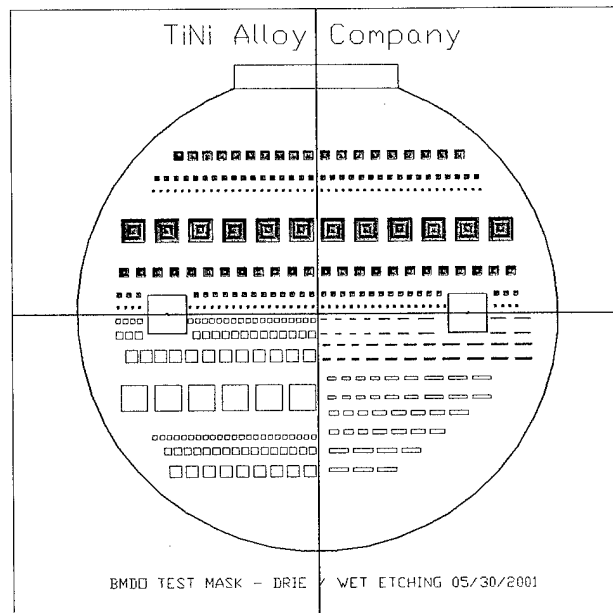 TiNi Alloy Company
BMDO TEST MASK - DRIE / WET ETCHING 05/30/2001